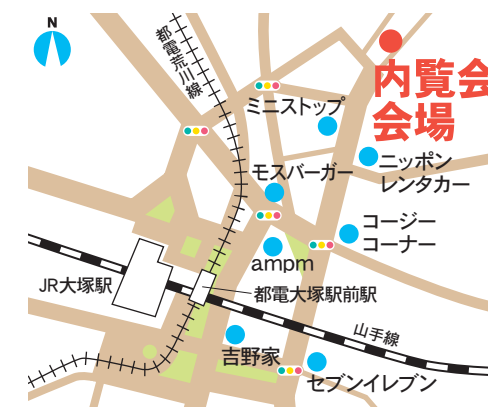 N
都電荒川線
内覧会
会場
ミニストップ
ニッポン
レンタカー
モスバーガー
コージー
コーナー
ampm
JR大塚駅
都電大塚駅前駅
山手線
吉野家
セブンイレブン